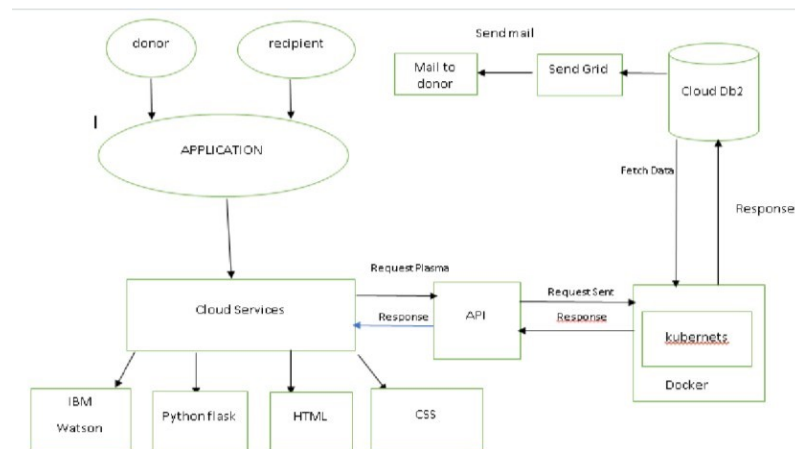 donor
recipient
Send mail
Mail to
donor
Send Grid
Cloud Db2
APPLICATION
Fetch Data
Response
Request Plasma
Cloud Services
Response
API
Request Sent
Response
kubernets
Docker
IBM
Watson
Python flask
HTML
CSS